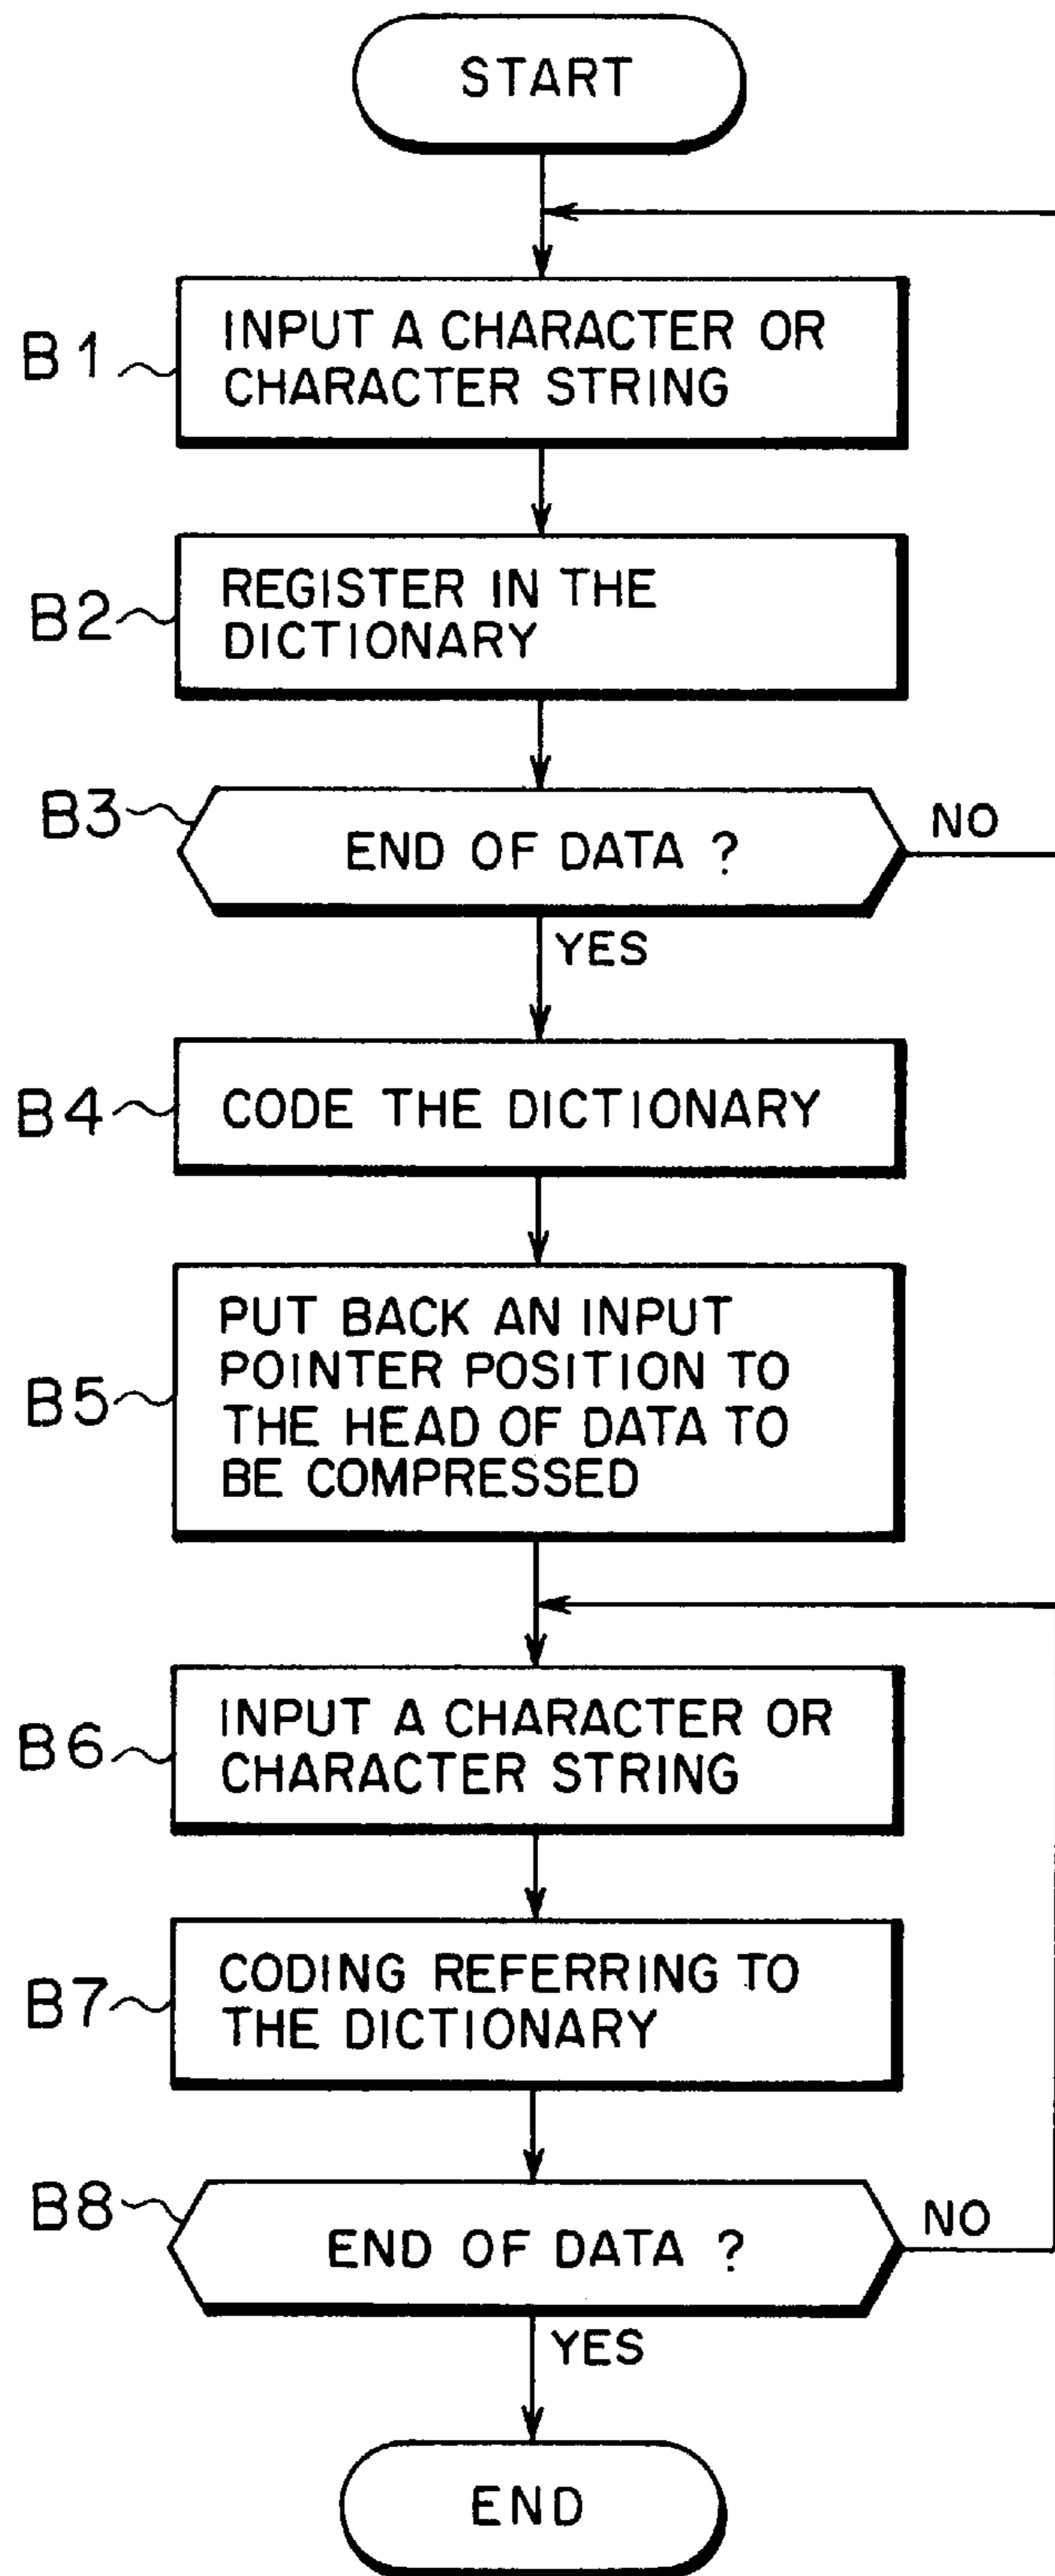 START
B1
INPUT A CHARACTER OR
CHARACTER STRING
B2
REGISTER IN THE
DICTIONARY
B3
END OF DATA ?
NO
YES
B4
CODE THE DICTIONARY
B5
PUT BACK AN INPUT
POINTER POSITION TO
THE HEAD OF DATA TO
BE COMPRESSED
B6
INPUT A CHARACTER OR
CHARACTER STRING
B7
CODING REFERRING TO
THE DICTIONARY
B8
END OF DATA ?
NO
YES
END